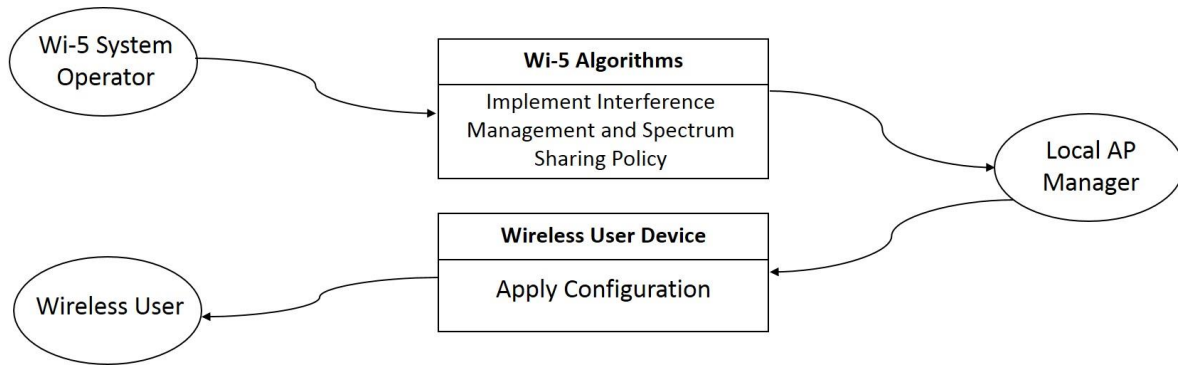 Wi-5 System
Operator
Wi-5 Algorithms
Implement Interference
Management and Spectrum
Sharing Policy
Local AP
Manager
Wireless User Device
Apply Configuration
Wireless User